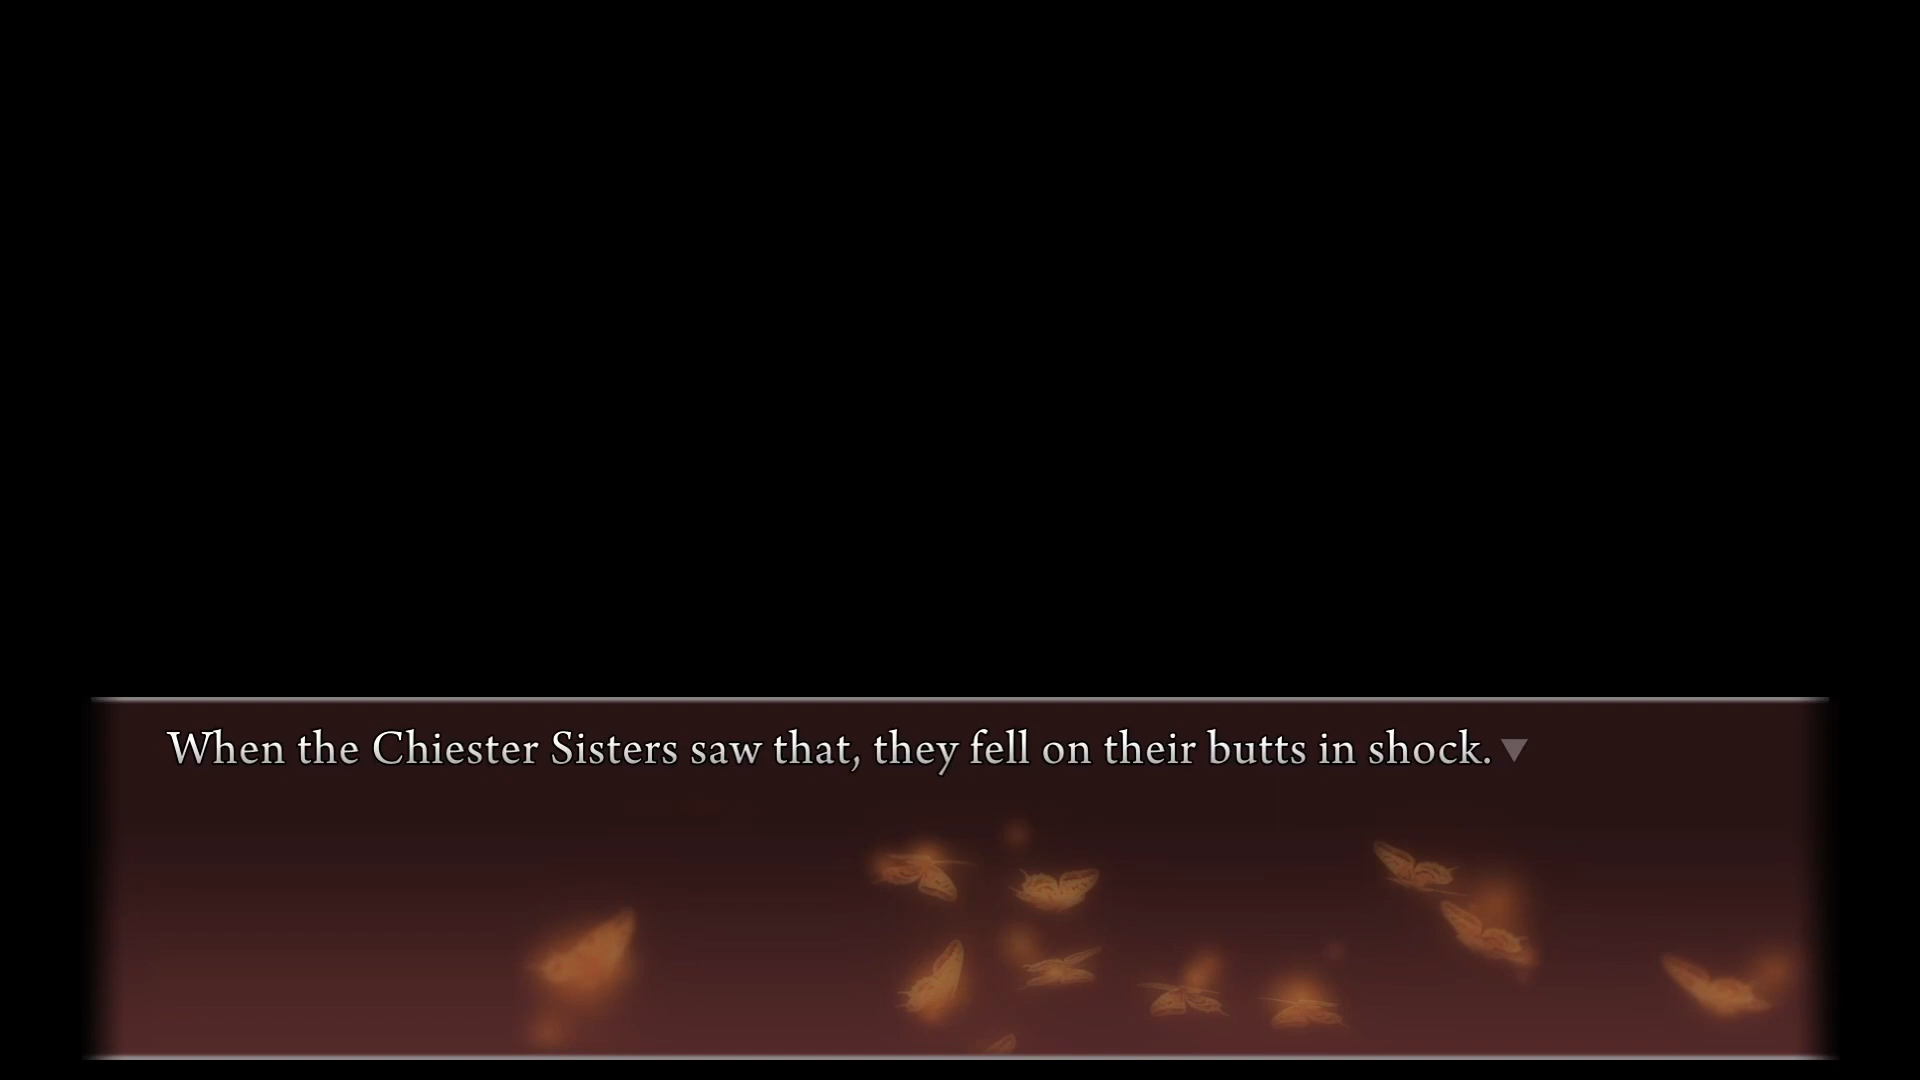 When the Chiester Sisters saw that, they fell on their butts in shock.